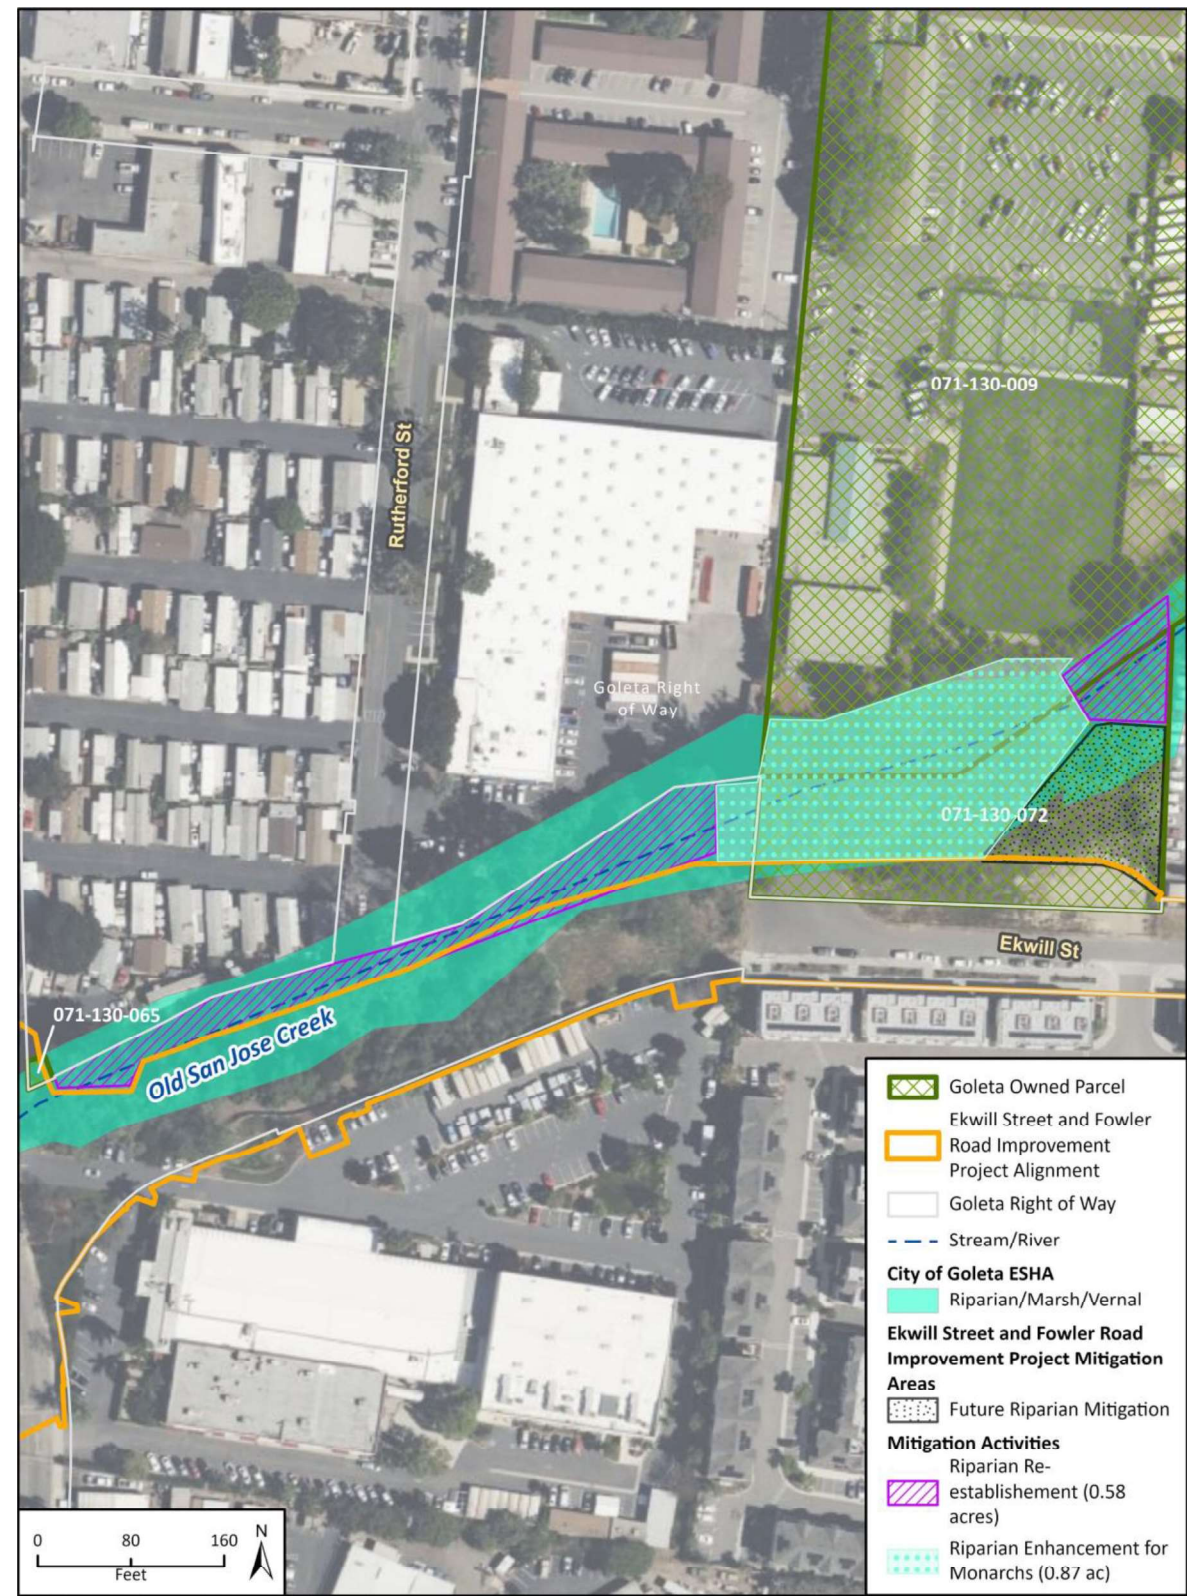 071-130-009
Rutherford St
Goleta Right
of Way
071-130-072
Ekwill St
071-130-065
Old San Jose Creek
Goleta Owned Parcel
Ekwill Street and Fowler
Road Improvement
Project Alignment
Goleta Right of Way
Stream/River
City of Goleta ESHA
Riparian/Marsh/Vernal
Ekwill Street and Fowler Road
Improvement Project Mitigation
Areas
Future Riparian Mitigation
Mitigation Activities
Riparian Re-
establishement (0.58
acres)
Riparian Enhancement for
Monarchs (0.87 ac)
0 80 160
Feet
N